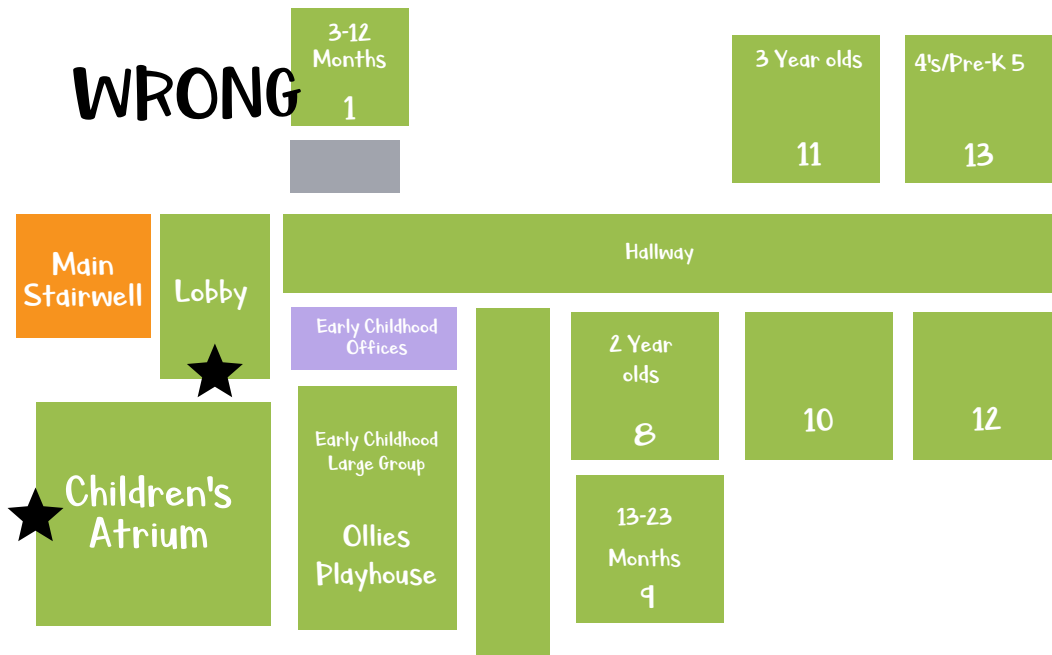 WRONG
3-12
Months
1
3 Year olds
11
4's/Pre-K 5
13
Main
Stairwell
Lobby
Hallway
Early Childhood
Offices
2 Year
olds
8
10
12
Children's
Atrium
Early Childhood
Large Group
Ollies
Playhouse
13-23
Months
9